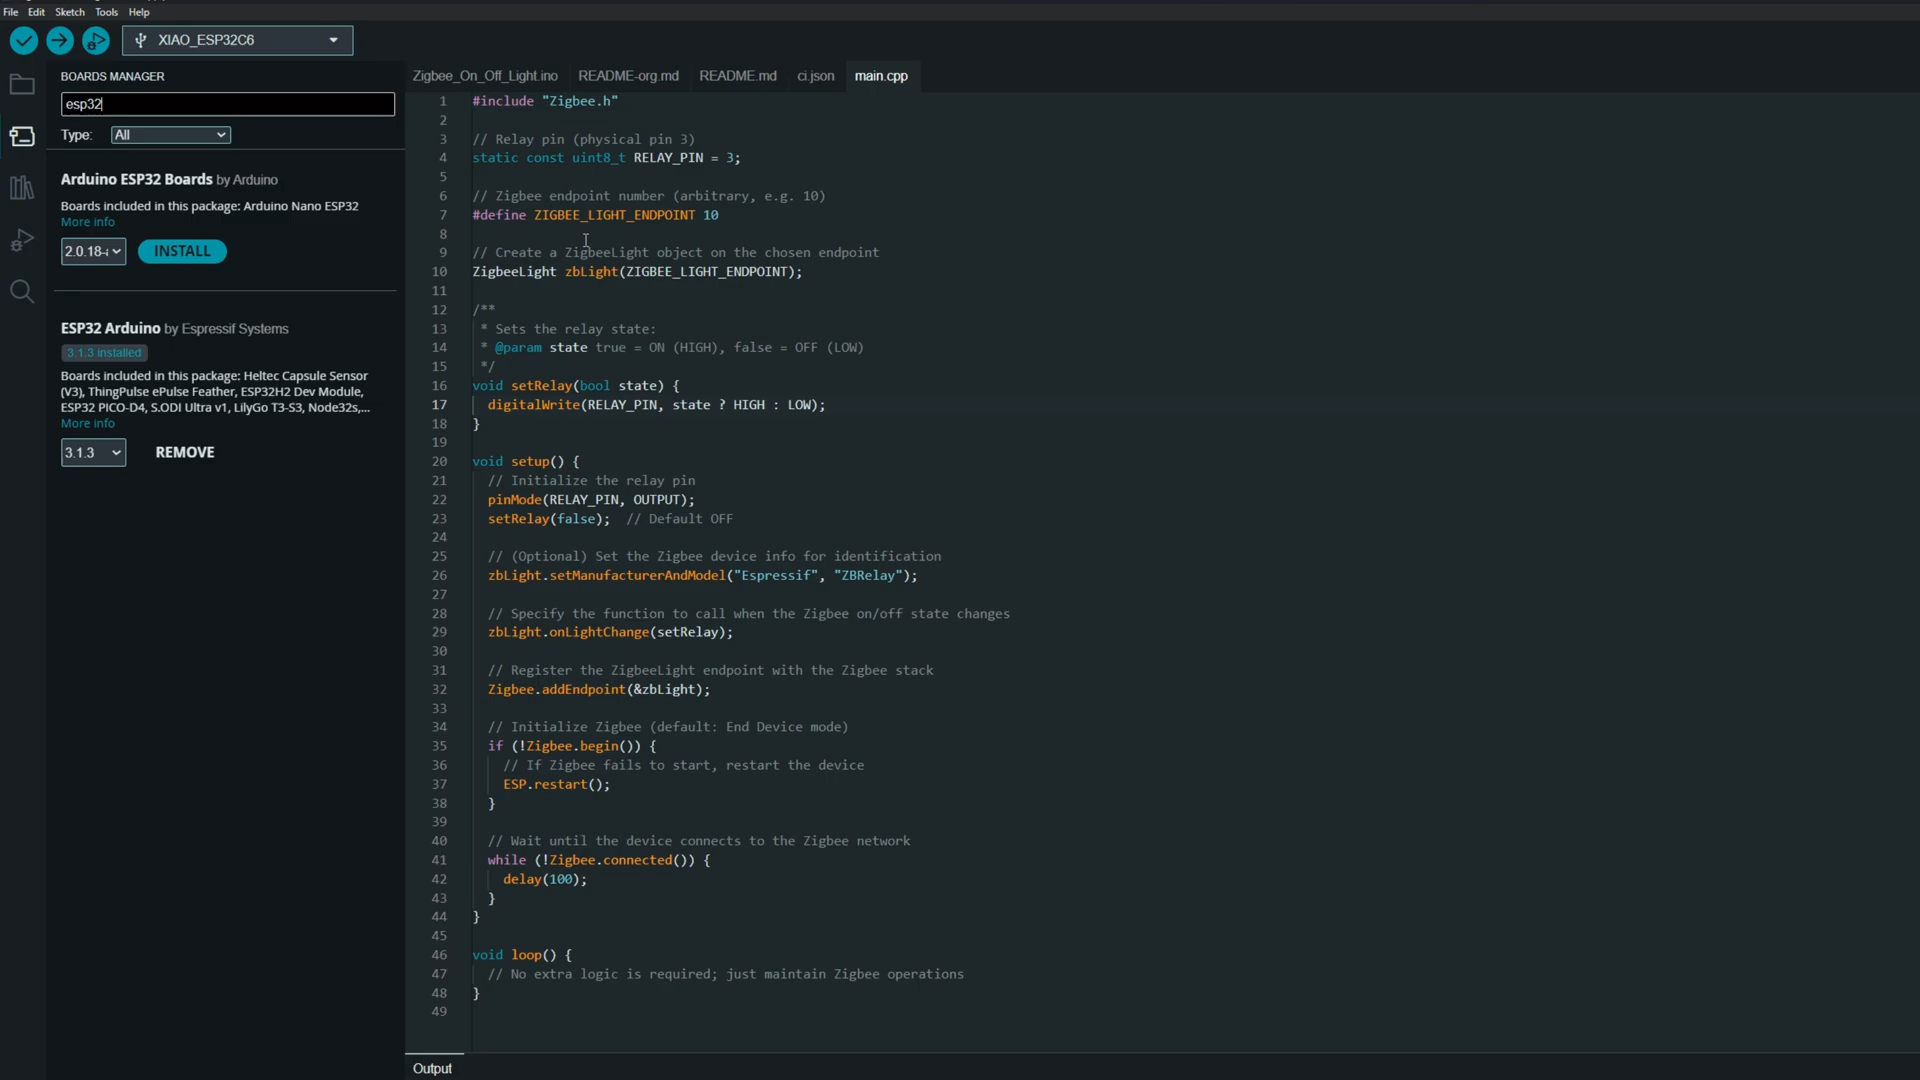 File Edit Sketch Tools Help
XIAO_ESP32C6
BOARDS MANAGER
esp32
Type: All
Arduino ESP32 Boards by Arduino
Boards included in this package: Arduino Nano ESP32
More info
2.0.18-
INSTALL
ESP32 Arduino by Espressif Systems
3.1.3 installed
Boards included in this package: Heltec Capsule Sensor
(V3), ThingPulse ePulse Feather, ESP32H2 Dev Module,
ESP32 PICO-D4, S.ODI Ultra v1, LilyGo T3-S3, Node32s,...
More info
3.1.3
REMOVE
Zigbee_On_Off_Light.ino README-org.md README.md ci.json main.cpp
1 #include "Zigbee.h"
2
3 // Relay pin (physical pin 3)
4 static const uint8_t RELAY_PIN = 3;
5
6 // Zigbee endpoint number (arbitrary, e.g. 10)
7 #define ZIGBEE_LIGHT_ENDPOINT 10
8
9 // Create a ZigbeeLight object on the chosen endpoint
10 ZigbeeLight zbLight(ZIGBEE_LIGHT_ENDPOINT);
11
12 /**
13 * Sets the relay state:
14 * @param state true = ON (HIGH), false = OFF (LOW)
15 */
16 void setRelay(bool state) {
17 digitalWrite(RELAY_PIN, state ? HIGH : LOW);
18 }
19
20 void setup() {
21 // Initialize the relay pin
22 pinMode(RELAY_PIN, OUTPUT);
23 setRelay(false); // Default OFF
24
25 // (Optional) Set the Zigbee device info for identification
26 zbLight.setManufacturerAndModel("Espressif", "ZBRelay");
27
28 // Specify the function to call when the Zigbee on/off state changes
29 zbLight.onLightChange(setRelay);
30
31 // Register the ZigbeeLight endpoint with the Zigbee stack
32 Zigbee.addEndpoint(&zbLight);
33
34 // Initialize Zigbee (default: End Device mode)
35 if (!Zigbee.begin()) {
36 // If Zigbee fails to start, restart the device
37 ESP.restart();
38 }
39
40 // Wait until the device connects to the Zigbee network
41 while (!Zigbee.connected()) {
42 delay(100);
43 }
44 }
45
46 void loop() {
47 // No extra logic is required; just maintain Zigbee operations
48 }
49
Output